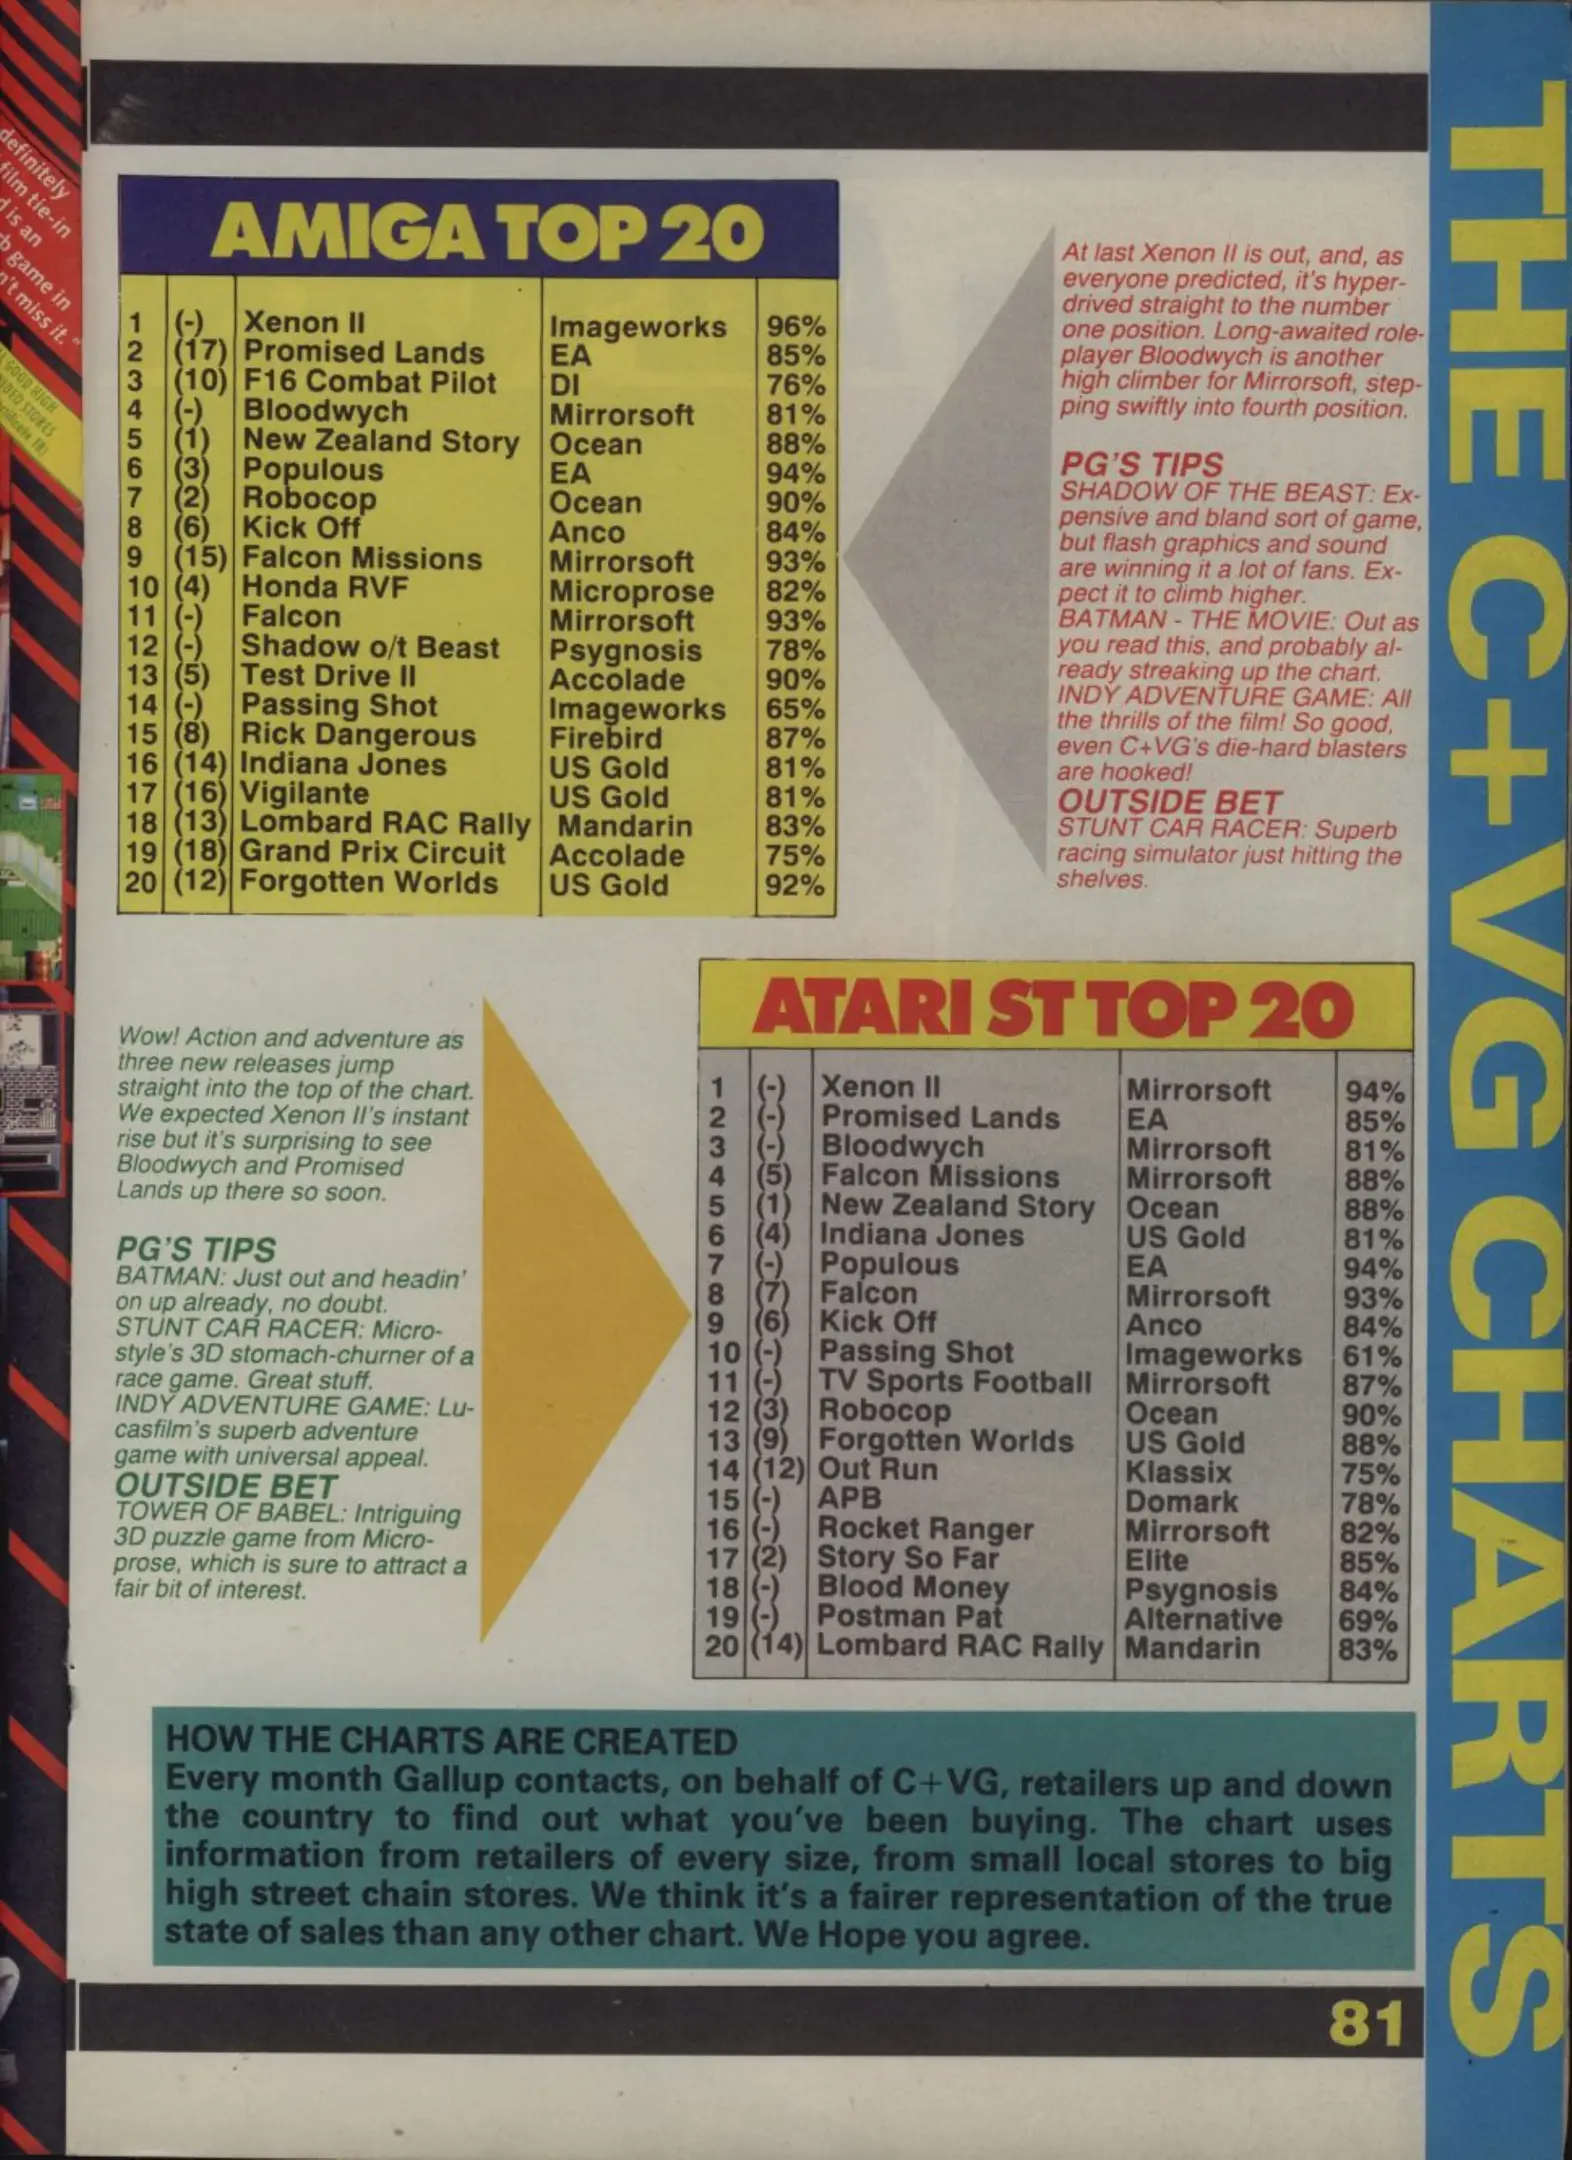 definitely
film tie-in
d is an
b game in
n't miss it. "
AMIGA TOP 20
1 (-) Xenon II Imageworks 96%
2 (17) Promised Lands EA 85%
3 (10) F16 Combat Pilot DI 76%
4 (-) Bloodwych Mirrorsoft 81%
5 (1) New Zealand Story Ocean 88%
6 (3) Populous EA 94%
7 (2) Robocop Ocean 90%
8 (6) Kick Off Anco 84%
9 (15) Falcon Missions Mirrorsoft 93%
10 (4) Honda RVF Microprose 82%
11 (-) Falcon Mirrorsoft 93%
12 (-) Shadow o/t Beast Psygnosis 78%
13 (5) Test Drive II Accolade 90%
14 (-) Passing Shot Imageworks 65%
15 (8) Rick Dangerous Firebird 87%
16 (14) Indiana Jones US Gold 81%
17 (16) Vigilante US Gold 81%
18 (13) Lombard RAC Rally Mandarin 83%
19 (18) Grand Prix Circuit Accolade 75%
20 (12) Forgotten Worlds US Gold 92%
At last Xenon II is out, and, as
everyone predicted, it's hyper-
drived straight to the number
one position. Long-awaited role-
player Bloodwych is another
high climber for Mirrorsoft, step-
ping swiftly into fourth position.
PG'S TIPS
SHADOW OF THE BEAST: Ex-
pensive and bland sort of game,
but flash graphics and sound
are winning it a lot of fans. Ex-
pect it to climb higher.
BATMAN - THE MOVIE: Out as
you read this, and probably al-
ready streaking up the chart.
INDY ADVENTURE GAME: All
the thrills of the film! So good,
even C+VG's die-hard blasters
are hooked!
OUTSIDE BET
STUNT CAR RACER: Superb
racing simulator just hitting the
shelves.
Wow! Action and adventure as
three new releases jump
straight into the top of the chart.
We expected Xenon II's instant
rise but it's surprising to see
Bloodwych and Promised
Lands up there so soon.
PG'S TIPS
BATMAN: Just out and headin'
on up already, no doubt.
STUNT CAR RACER: Micro-
style's 3D stomach-churner of a
race game. Great stuff.
INDY ADVENTURE GAME: Lu-
casfilm's superb adventure
game with universal appeal.
OUTSIDE BET
TOWER OF BABEL: Intriguing
3D puzzle game from Micro-
prose, which is sure to attract a
fair bit of interest.
ATARI ST TOP 20
1 (-) Xenon II Mirrorsoft 94%
2 (-) Promised Lands EA 85%
3 (-) Bloodwych Mirrorsoft 81%
4 (5) Falcon Missions Mirrorsoft 88%
5 (1) New Zealand Story Ocean 88%
6 (4) Indiana Jones US Gold 81%
7 (-) Populous EA 94%
8 (7) Falcon Mirrorsoft 93%
9 (6) Kick Off Anco 84%
10 (-) Passing Shot Imageworks 61%
11 (-) TV Sports Football Mirrorsoft 87%
12 (3) Robocop Ocean 90%
13 (9) Forgotten Worlds US Gold 88%
14 (12) Out Run Klassix 75%
15 (-) APB Domark 78%
16 (-) Rocket Ranger Mirrorsoft 82%
17 (2) Story So Far Elite 85%
18 (-) Blood Money Psygnosis 84%
19 (-) Postman Pat Alternative 69%
20 (14) Lombard RAC Rally Mandarin 83%
HOW THE CHARTS ARE CREATED
Every month Gallup contacts, on behalf of C+VG, retailers up and down
the country to find out what you've been buying. The chart uses
information from retailers of every size, from small local stores to big
high street chain stores. We think it's a fairer representation of the true
state of sales than any other chart. We Hope you agree.
81
THE C+VG CHARTS